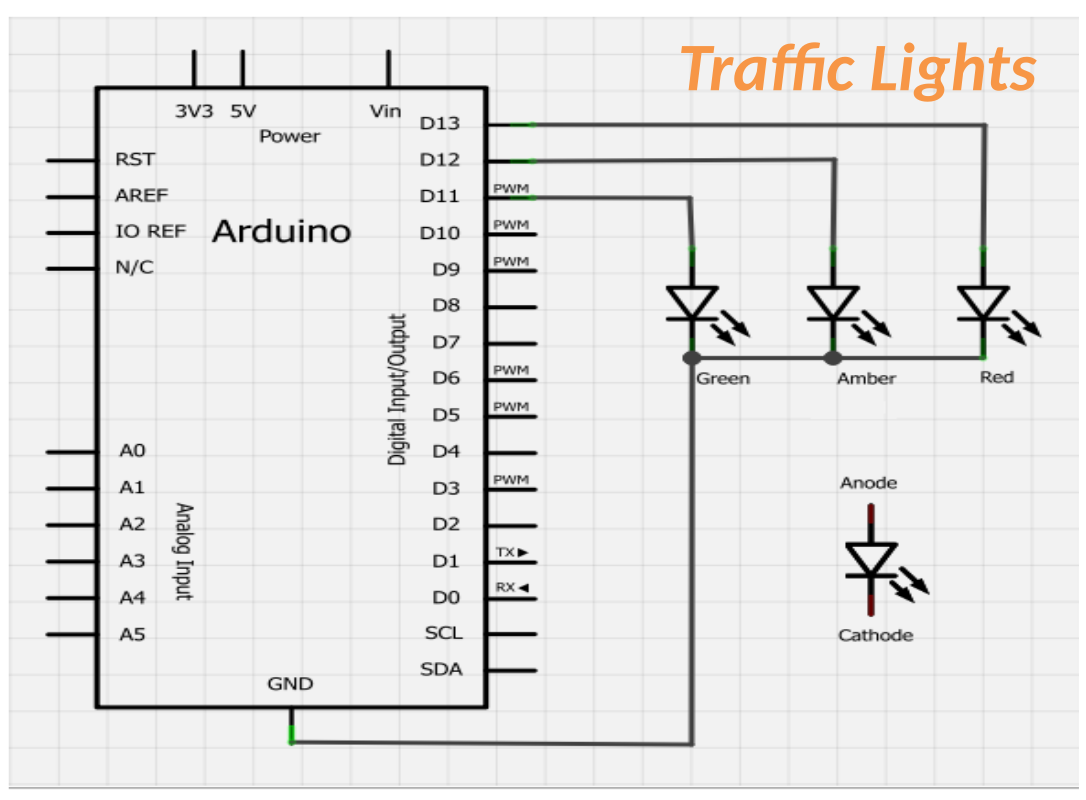 Traffic Lights
3V3 5V Vin
Power
D13
RST D12
AREF D11 PWM
IO REF Arduino D10 PWM
N/C D9 PWM
D8
D7
Digital Input/Output
D6 PWM
Green Amber Red
D5 PWM
A0 D4
A1 D3 PWM
Anode
A2 D2
Analog Input
A3 D1 TX ►
A4 D0 RX ◄
A5 SCL
Cathode
SDA
GND